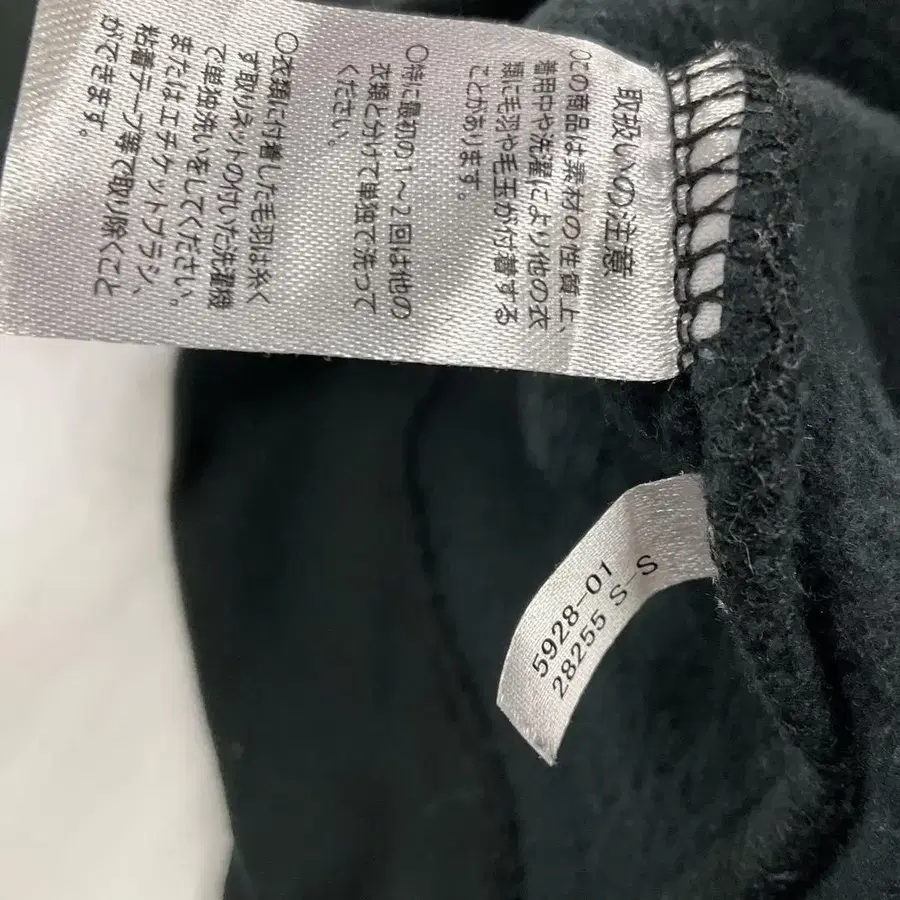 取扱いの注意
○この商品は素材の性質上、
着用中や洗濯により他の衣
類に毛羽や毛玉が付着する
ことがあります。
○特に最初の1～2回は他の
衣類と分けて単独で洗って
ください。
○衣類に付着した毛羽は糸く
ず取りネットの付いた洗濯機
で単独洗いをしてください。
またはエチケットブラシ、
粘着テープ等で取り除くこと
ができます。
5928-01
28255 S-S